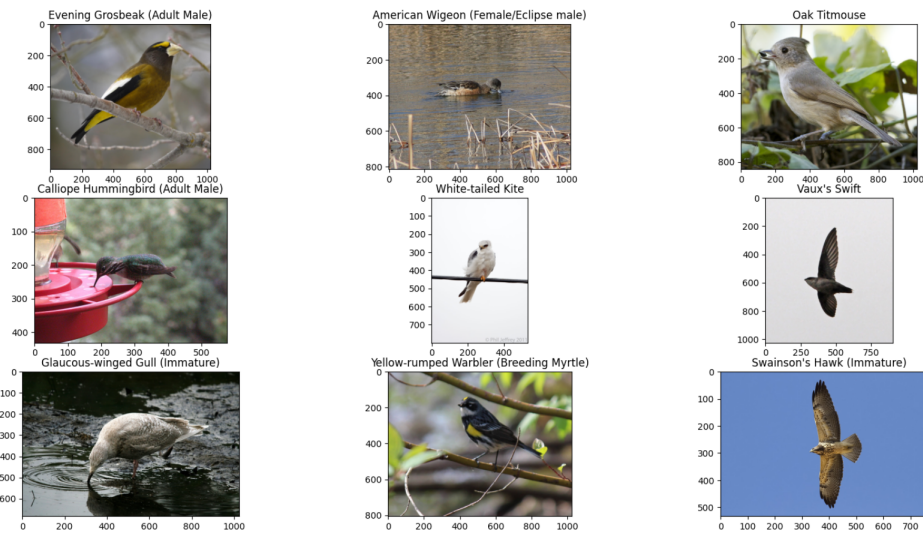 Evening Grosbeak (Adult Male)
American Wigeon (Female/Eclipse male)
Oak Titmouse
0
200
400
600
800
0 200 400 600 800 1000
0
200
400
600
800
0 200 400 600 800 1000
0
200
400
600
800
0 200 400 600 800 1000
Calliope Hummingbird (Adult Male)
White-tailed Kite
Vaux's Swift
0
100
200
300
400
0 100 200 300 400 500
0
100
200
300
400
500
600
700
0 200 400
0
200
400
600
800
1000
0 250 500 750
Glaucous-winged Gull (Immature)
Yellow-rumped Warbler (Breeding Myrtle)
Swainson's Hawk (Immature)
0
100
200
300
400
500
600
0 200 400 600 800 1000
0
200
400
600
800
0 200 400 600 800 1000
0
100
200
300
400
500
0 100 200 300 400 500 600 700